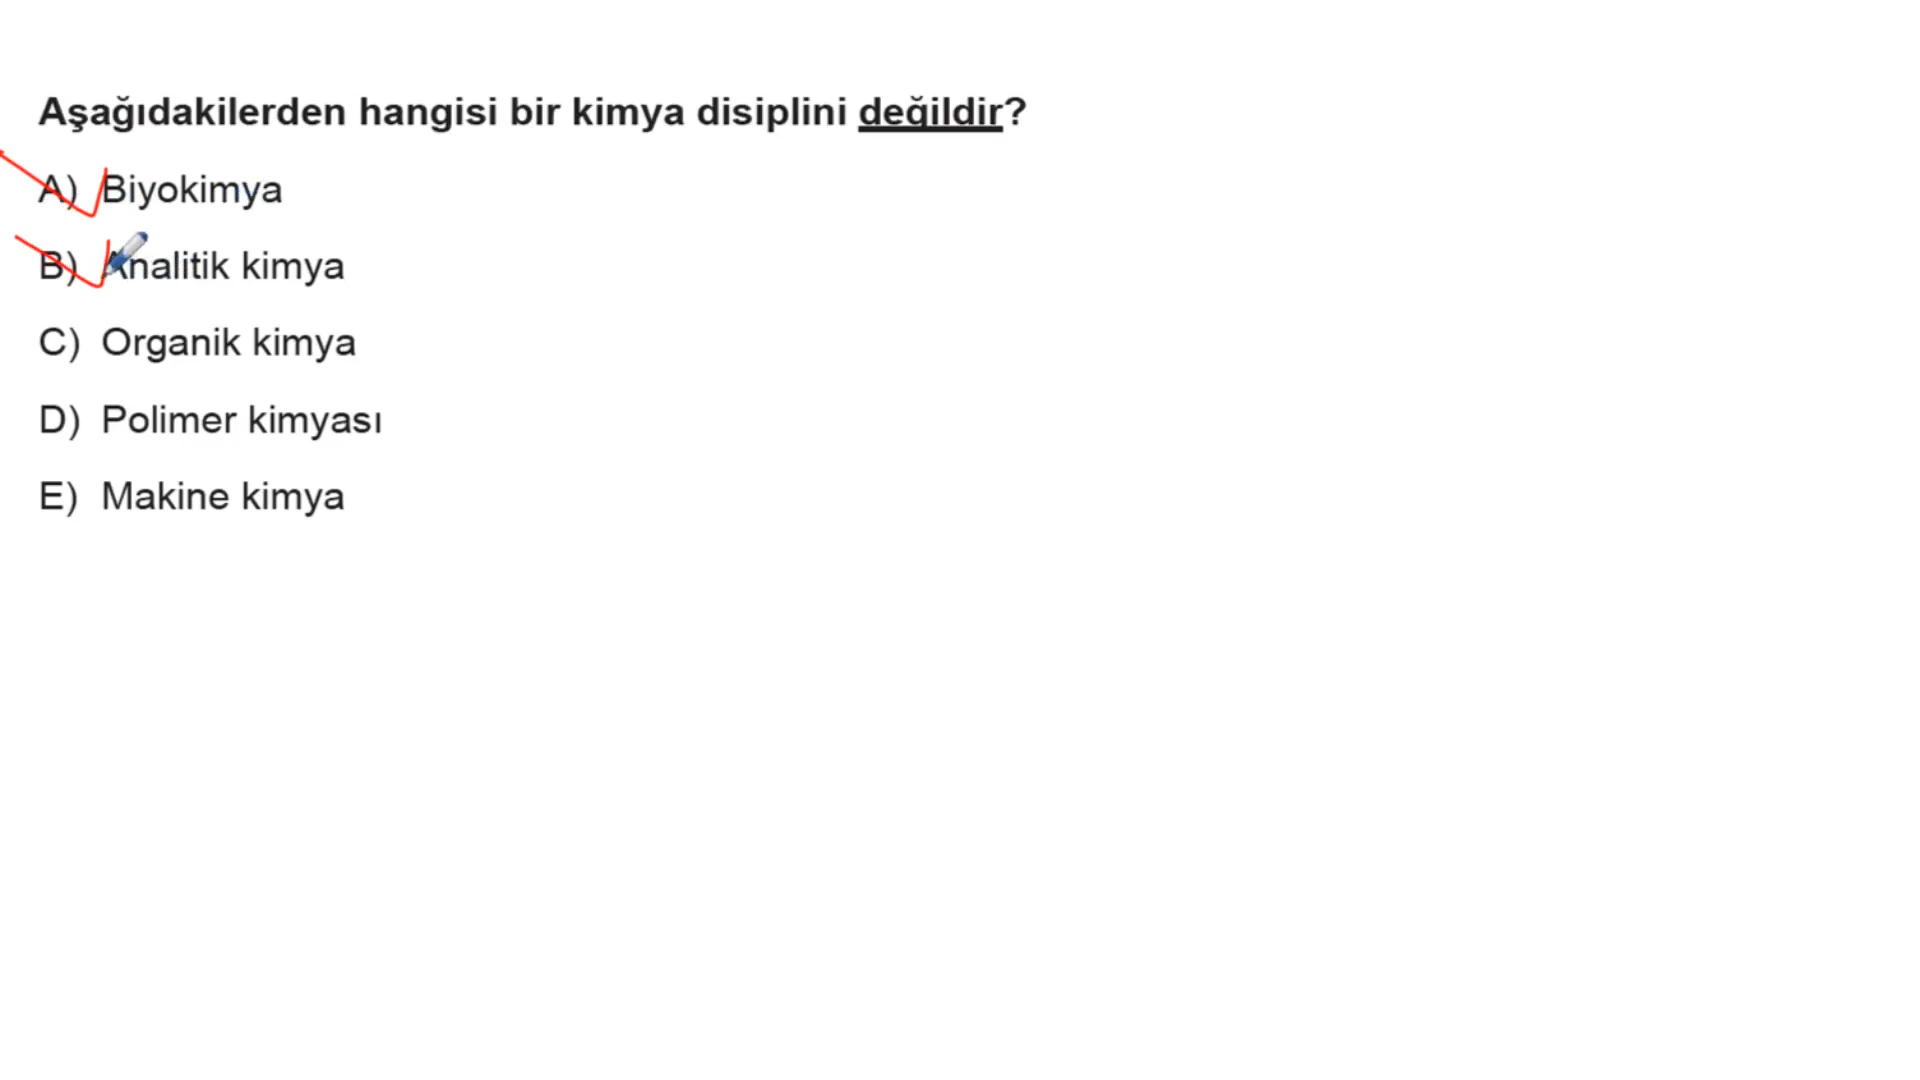 Aşağıdakilerden hangisi bir kimya disiplini değildir?
A) Biyokimya
B) Analitik kimya
C) Organik kimya
D) Polimer kimyası
E) Makine kimya